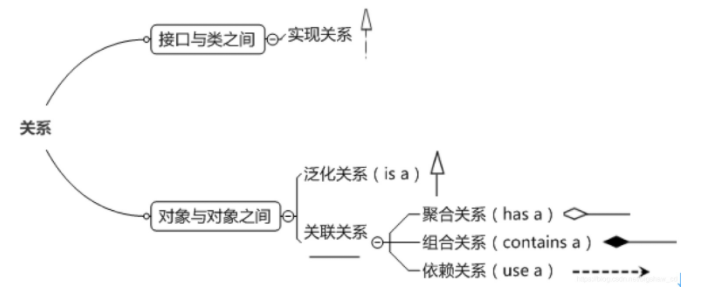 接口与类之间
实现关系
关系
泛化关系（is a）
对象与对象之间
关联关系
聚合关系（has a）
组合关系（contains a）
依赖关系（use a）